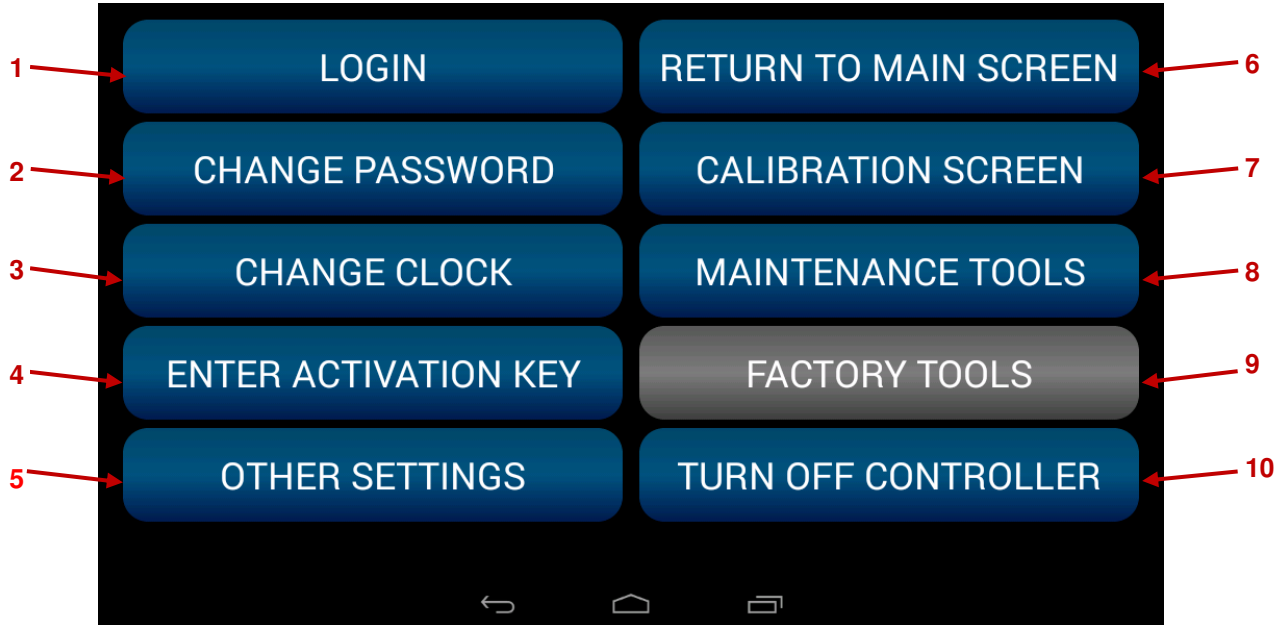 1 LOGIN RETURN TO MAIN SCREEN 6
2 CHANGE PASSWORD CALIBRATION SCREEN 7
3 CHANGE CLOCK MAINTENANCE TOOLS 8
4 ENTER ACTIVATION KEY FACTORY TOOLS 9
5 OTHER SETTINGS TURN OFF CONTROLLER 10